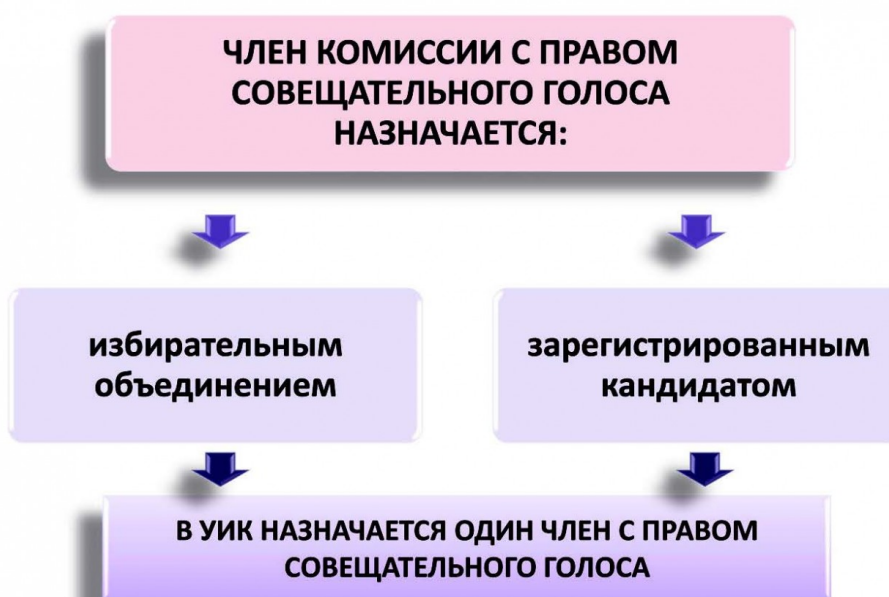 ЧЛЕН КОМИССИИ С ПРАВОМ
СОВЕЩАТЕЛЬНОГО ГОЛОСА
НАЗНАЧАЕТСЯ:
избирательным
объединением
зарегистрированным
кандидатом
В УИК НАЗНАЧАЕТСЯ ОДИН ЧЛЕН С ПРАВОМ
СОВЕЩАТЕЛЬНОГО ГОЛОСА